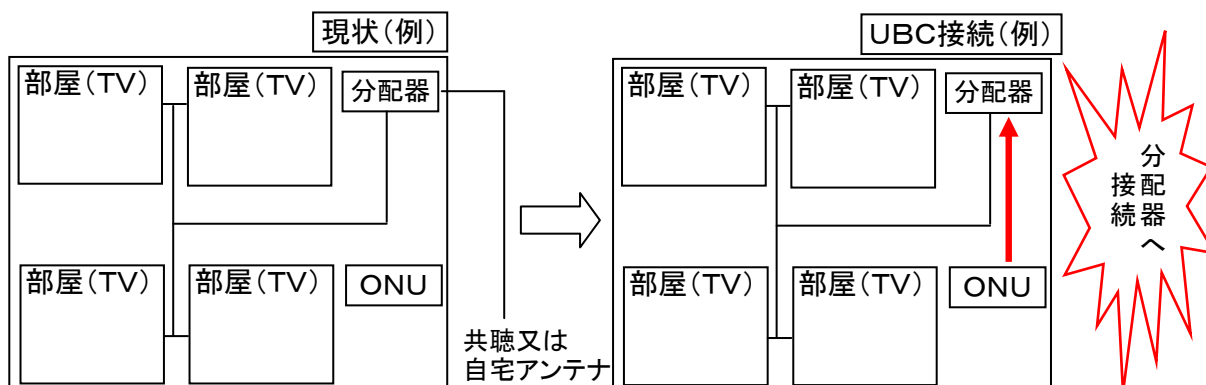 現状(例)
部屋(TV)
部屋(TV)
分配器
部屋(TV)
部屋(TV)
ONU
共聴又は
自宅アンテナ
UBC接続(例)
部屋(TV)
部屋(TV)
分配器
部屋(TV)
部屋(TV)
ONU
分配器へ
接続